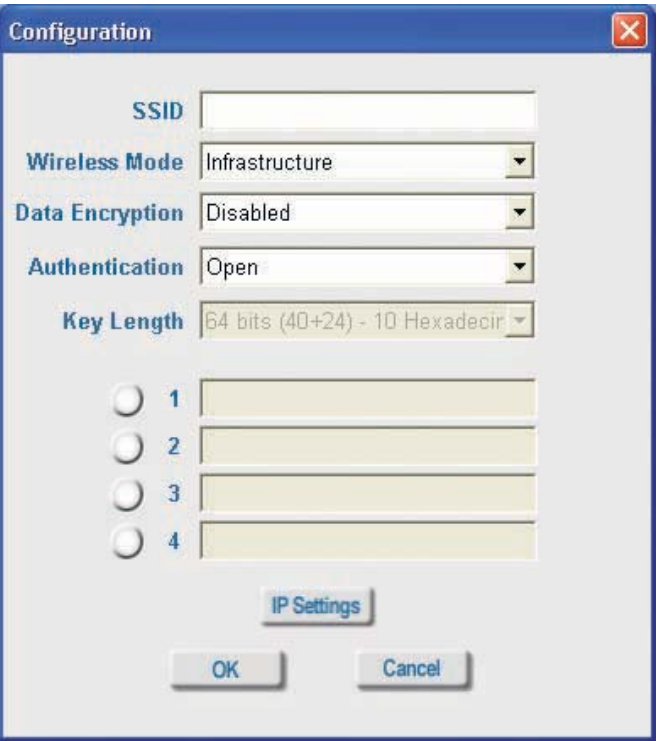 Configuration
SSID
Wireless Mode Infrastructure
Data Encryption Disabled
Authentication Open
Key Length 64 bits (40+24) - 10 Hexadecir
1
2
3
4
IP Settings
OK Cancel